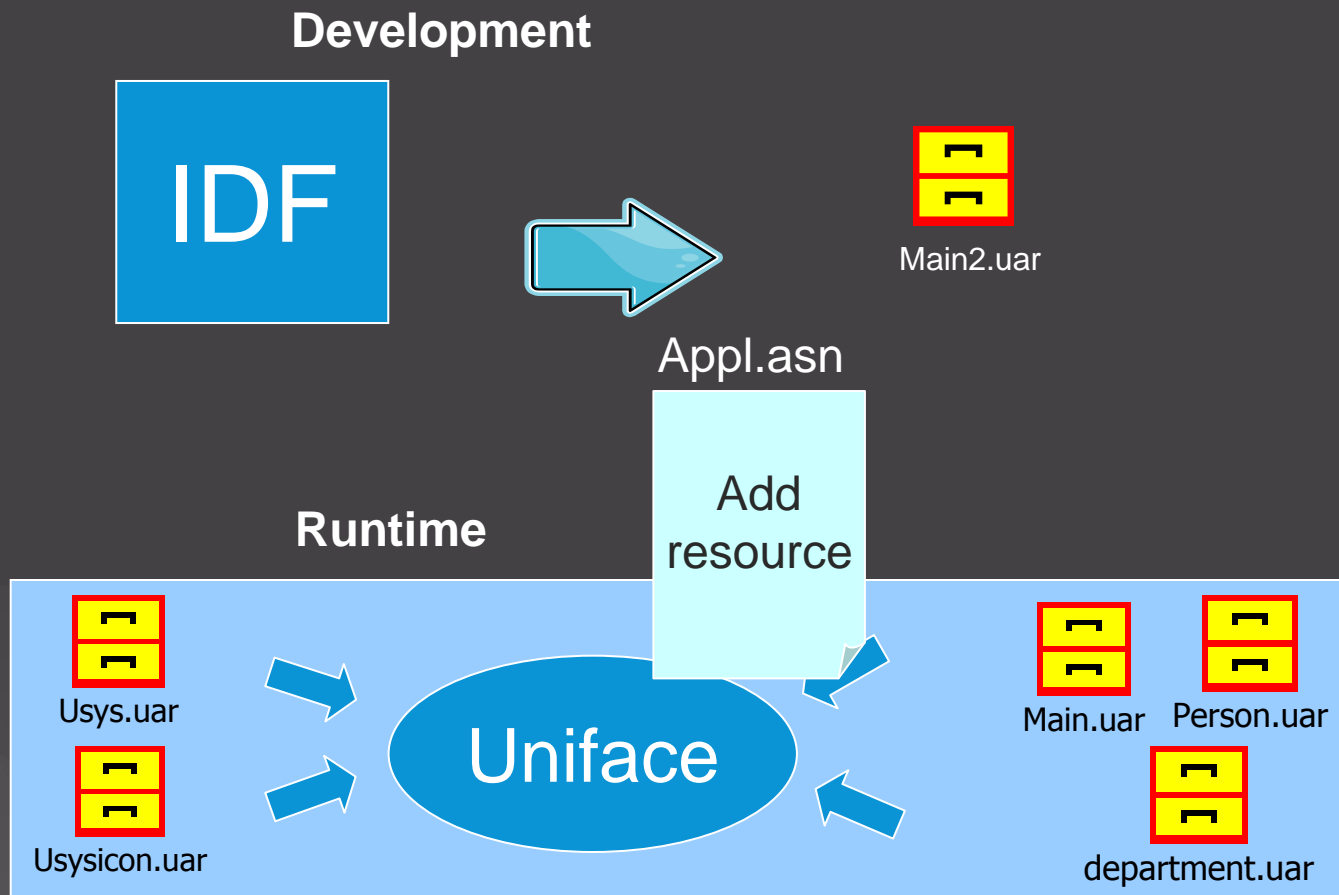 Development
IDF
Main2.uar
Appl.asn
Add
resource
Runtime
Usys.uar
Usysicon.uar
Uniface
Main.uar
Person.uar
department.uar